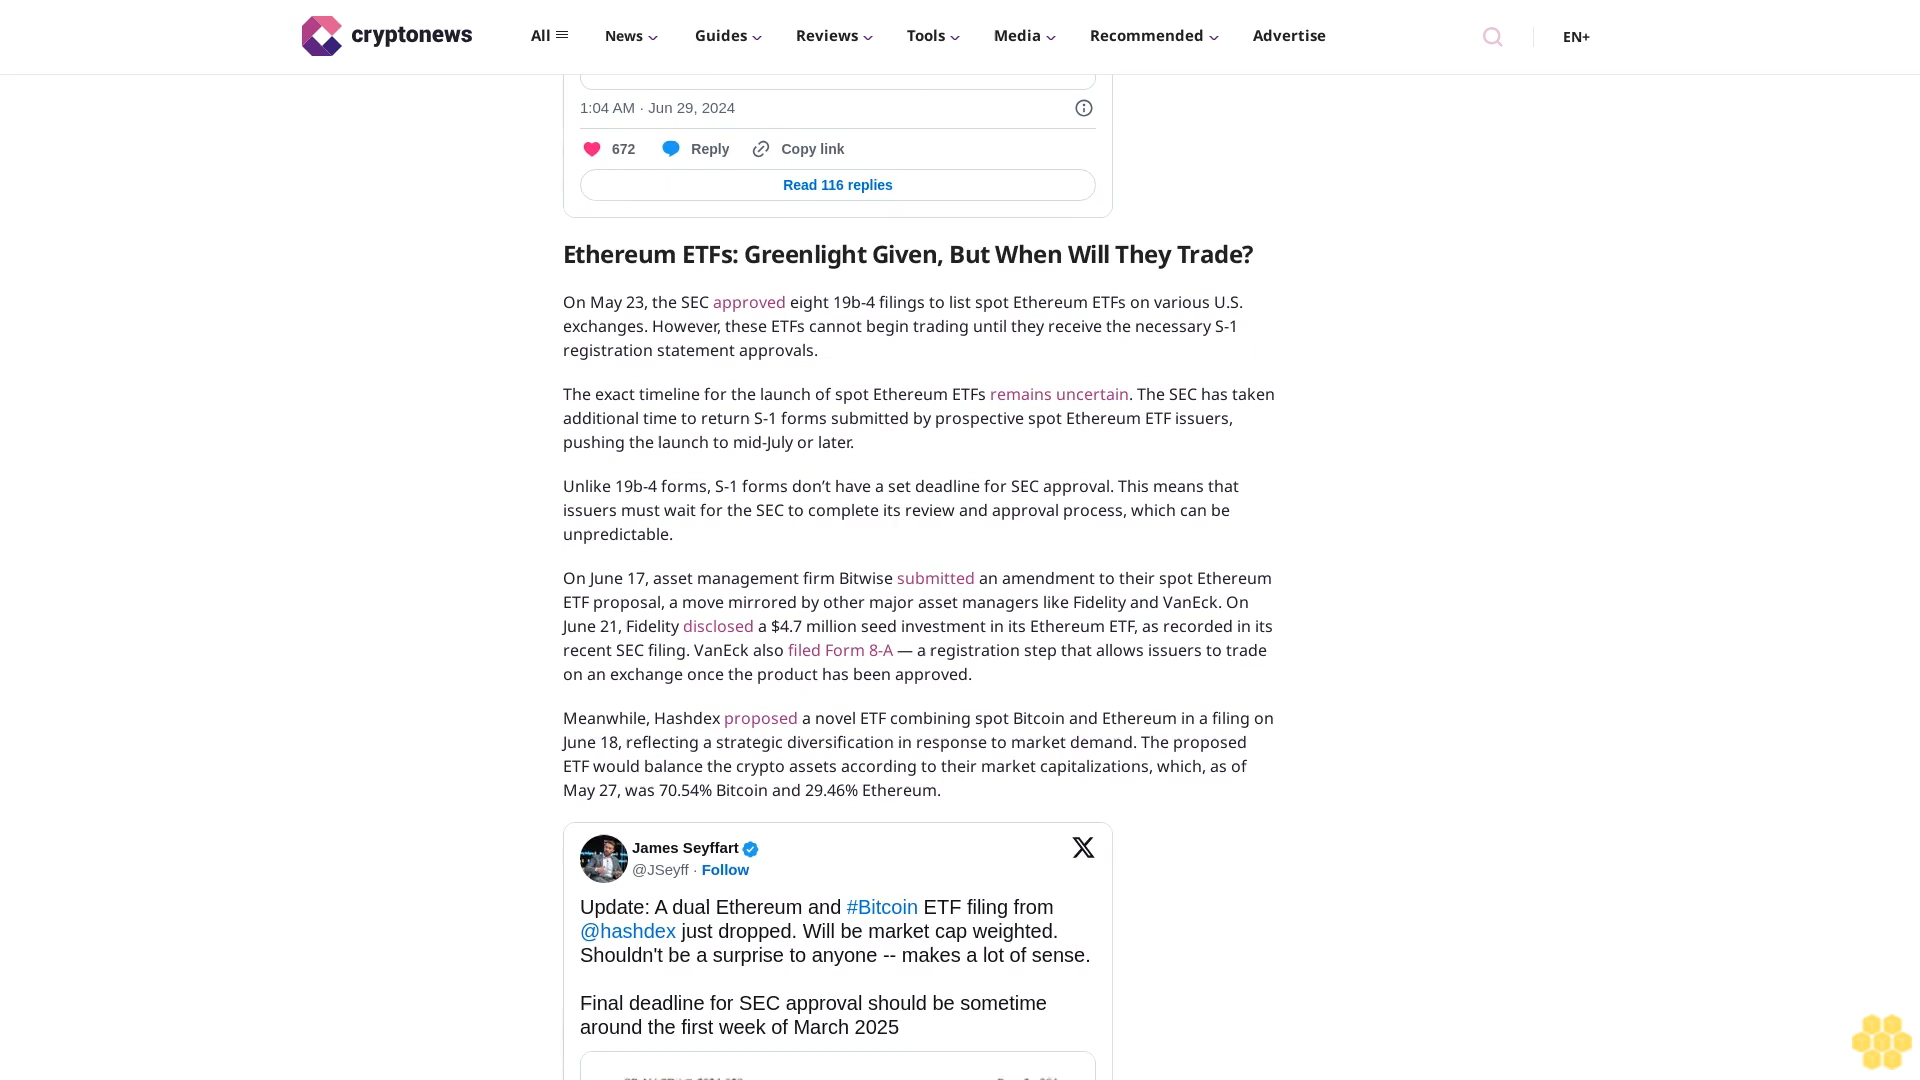 cryptonews
All
News
Guides
Reviews
Tools
Media
Recommended
Advertise
EN+
1:04 AM · Jun 29, 2024
672
Reply
Copy link
Read 116 replies
Ethereum ETFs: Greenlight Given, But When Will They Trade?
On May 23, the SEC approved eight 19b-4 filings to list spot Ethereum ETFs on various U.S.
exchanges. However, these ETFs cannot begin trading until they receive the necessary S-1
registration statement approvals.
The exact timeline for the launch of spot Ethereum ETFs remains uncertain. The SEC has taken
additional time to return S-1 forms submitted by prospective spot Ethereum ETF issuers,
pushing the launch to mid-July or later.
Unlike 19b-4 forms, S-1 forms don’t have a set deadline for SEC approval. This means that
issuers must wait for the SEC to complete its review and approval process, which can be
unpredictable.
On June 17, asset management firm Bitwise submitted an amendment to their spot Ethereum
ETF proposal, a move mirrored by other major asset managers like Fidelity and VanEck. On
June 21, Fidelity disclosed a $4.7 million seed investment in its Ethereum ETF, as recorded in its
recent SEC filing. VanEck also filed Form 8-A — a registration step that allows issuers to trade
on an exchange once the product has been approved.
Meanwhile, Hashdex proposed a novel ETF combining spot Bitcoin and Ethereum in a filing on
June 18, reflecting a strategic diversification in response to market demand. The proposed
ETF would balance the crypto assets according to their market capitalizations, which, as of
May 27, was 70.54% Bitcoin and 29.46% Ethereum.
James Seyffart
@JSeyff · Follow
Update: A dual Ethereum and #Bitcoin ETF filing from
@hashdex just dropped. Will be market cap weighted.
Shouldn't be a surprise to anyone -- makes a lot of sense.
Final deadline for SEC approval should be sometime
around the first week of March 2025